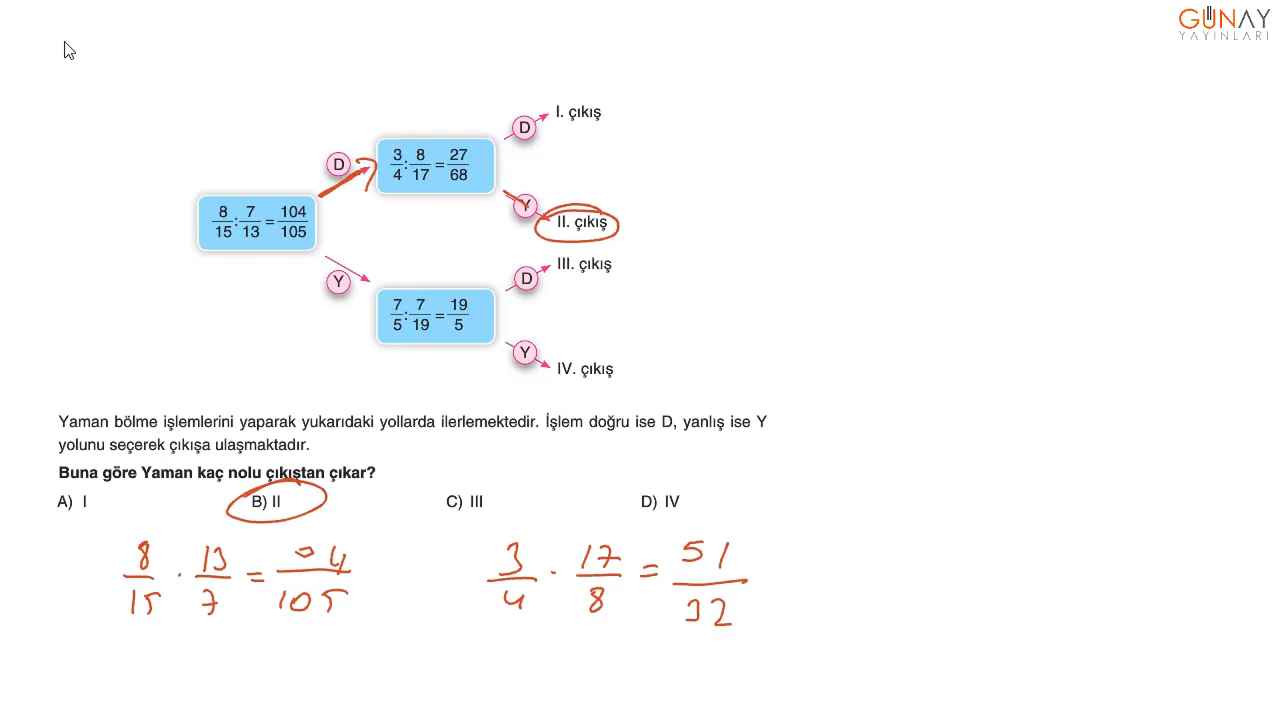 GÜNAY
YAYINLARI
I. çıkış
D
D
3/4 : 8/17 = 27/68
Y
II. çıkış
8/15 : 7/13 = 104/105
Y
III. çıkış
D
7/5 : 7/19 = 19/5
Y
IV. çıkış
Yaman bölme işlemlerini yaparak yukarıdaki yollarda ilerlemektedir. İşlem doğru ise D, yanlış ise Y
yolunu seçerek çıkışa ulaşmaktadır.
Buna göre Yaman kaç nolu çıkıştan çıkar?
A) I B) II C) III D) IV
8/15 · 13/7 = 04/105 3/4 · 17/8 = 51/32